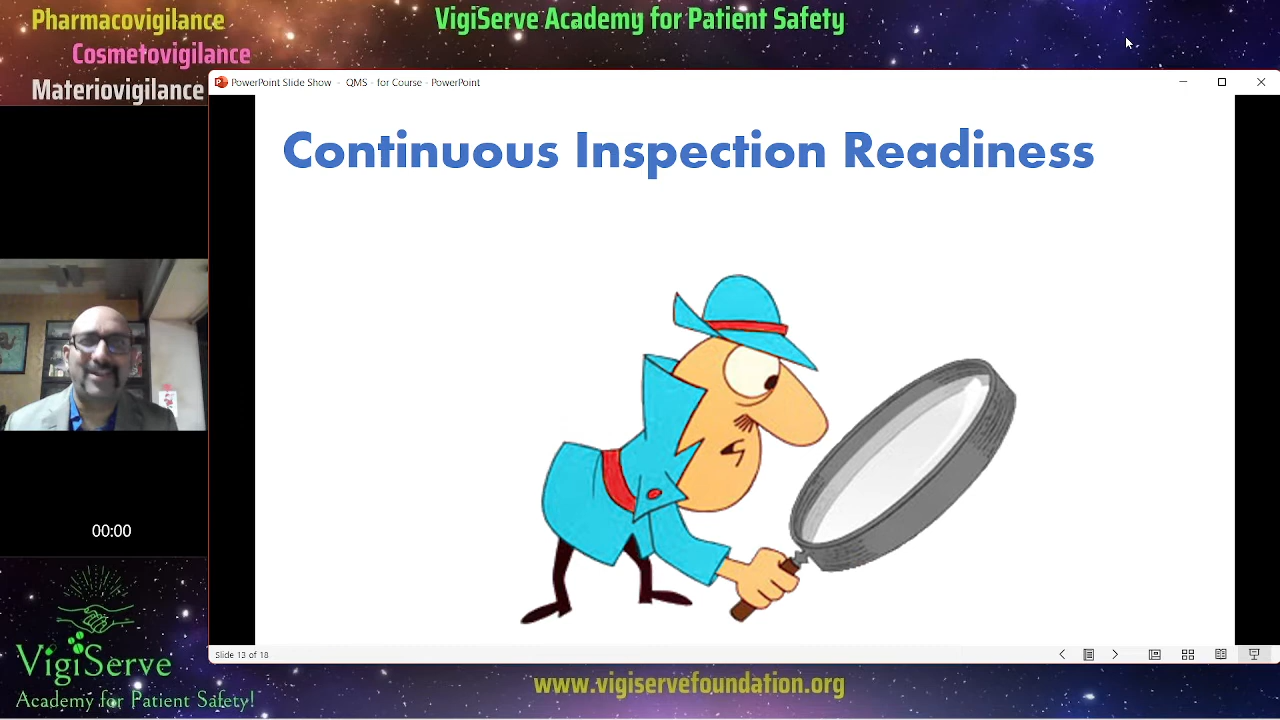 Pharmacovigilance
Cosmetovigilance
Materiovigilance
VigiServe Academy for Patient Safety
PowerPoint Slide Show - QMS - for Course - PowerPoint
Continuous Inspection Readiness
00:00
VigiServe
Academy for Patient Safety!
Slide 13 of 18
www.vigiservefoundation.org